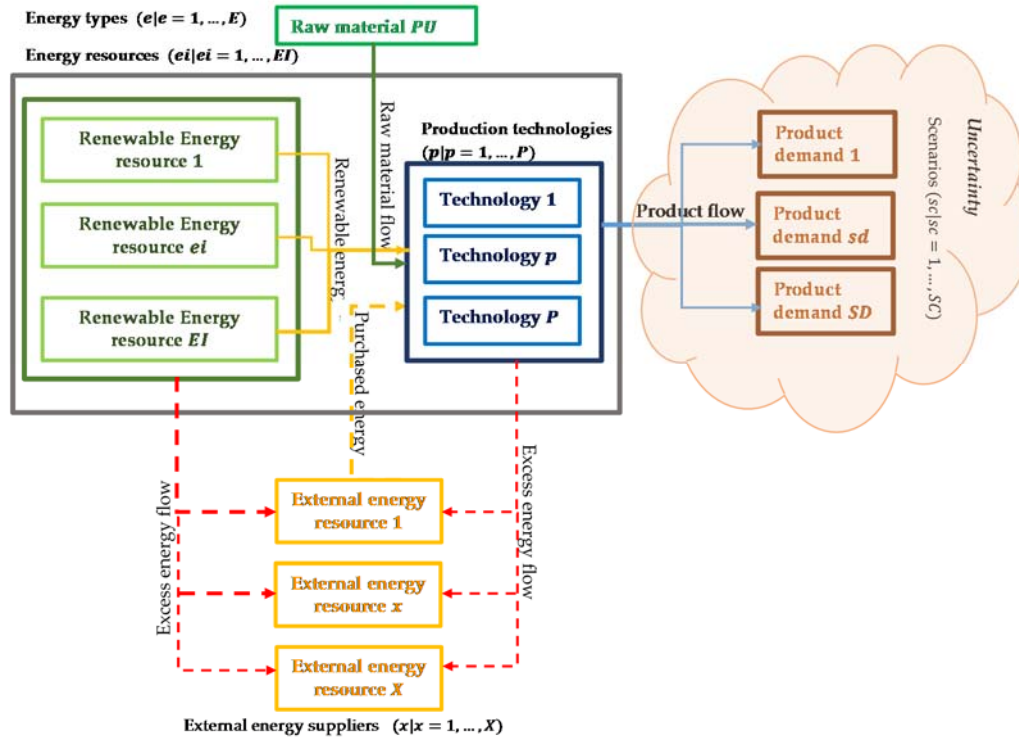 Energy types (e|e = 1, …, E)
Raw material PU
Energy resources (ei|ei = 1, …, EI)
Renewable Energy
resource 1
Renewable Energy
resource ei
Renewable Energy
resource EI
Renewable energ
Raw material flow
Production technologies
(p|p = 1, …, P)
Technology 1
Technology p
Technology P
Product flow
Product
demand 1
Product
demand sd
Product
demand SD
Uncertainty
Scenarios (sc|sc = 1, …, SC)
Purchased energy
Excess energy flow
Excess energy flow
External energy
resource 1
External energy
resource x
External energy
resource X
External energy suppliers (x|x = 1, …, X)